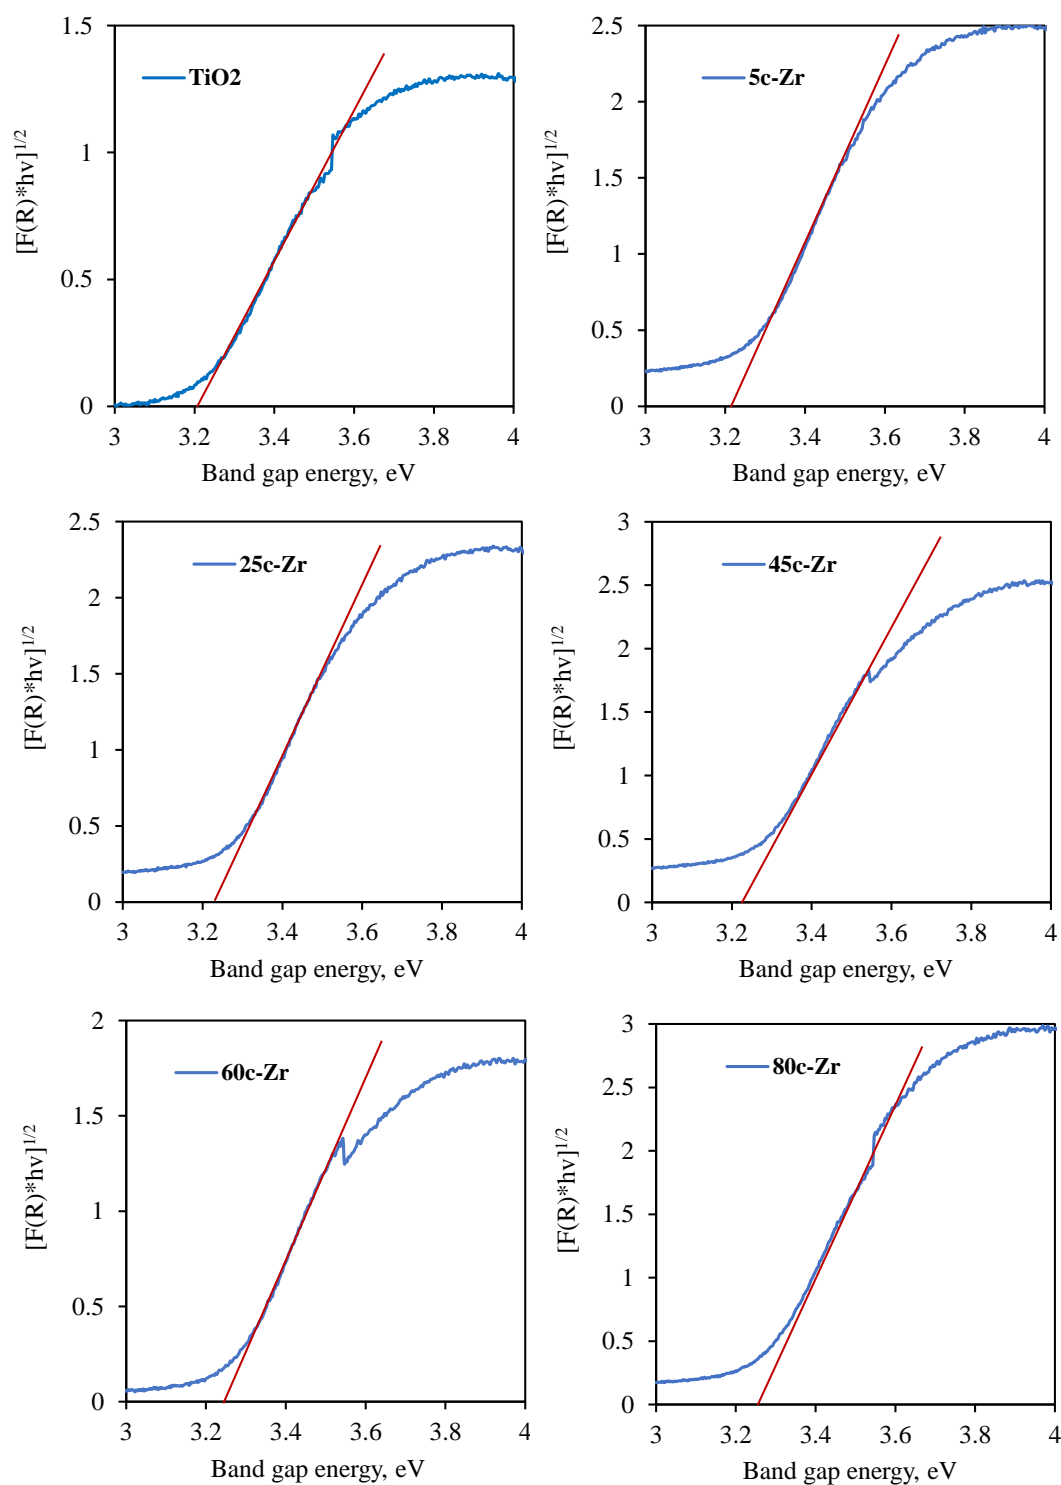 TiO2
1.5
1
0.5
0
3 3.2 3.4 3.6 3.8 4
[F(R)*hv]1/2
Band gap energy, eV
5c-Zr
2.5
2
1.5
1
0.5
0
3 3.2 3.4 3.6 3.8 4
[F(R)*hv]1/2
Band gap energy, eV
25c-Zr
2.5
2
1.5
1
0.5
0
3 3.2 3.4 3.6 3.8 4
[F(R)*hv]1/2
Band gap energy, eV
45c-Zr
3
2.5
2
1.5
1
0.5
0
3 3.2 3.4 3.6 3.8 4
[F(R)*hv]1/2
Band gap energy, eV
60c-Zr
2
1.5
1
0.5
0
3 3.2 3.4 3.6 3.8 4
[F(R)*hv]1/2
Band gap energy, eV
80c-Zr
3
2.5
2
1.5
1
0.5
0
3 3.2 3.4 3.6 3.8 4
[F(R)*hv]1/2
Band gap energy, eV